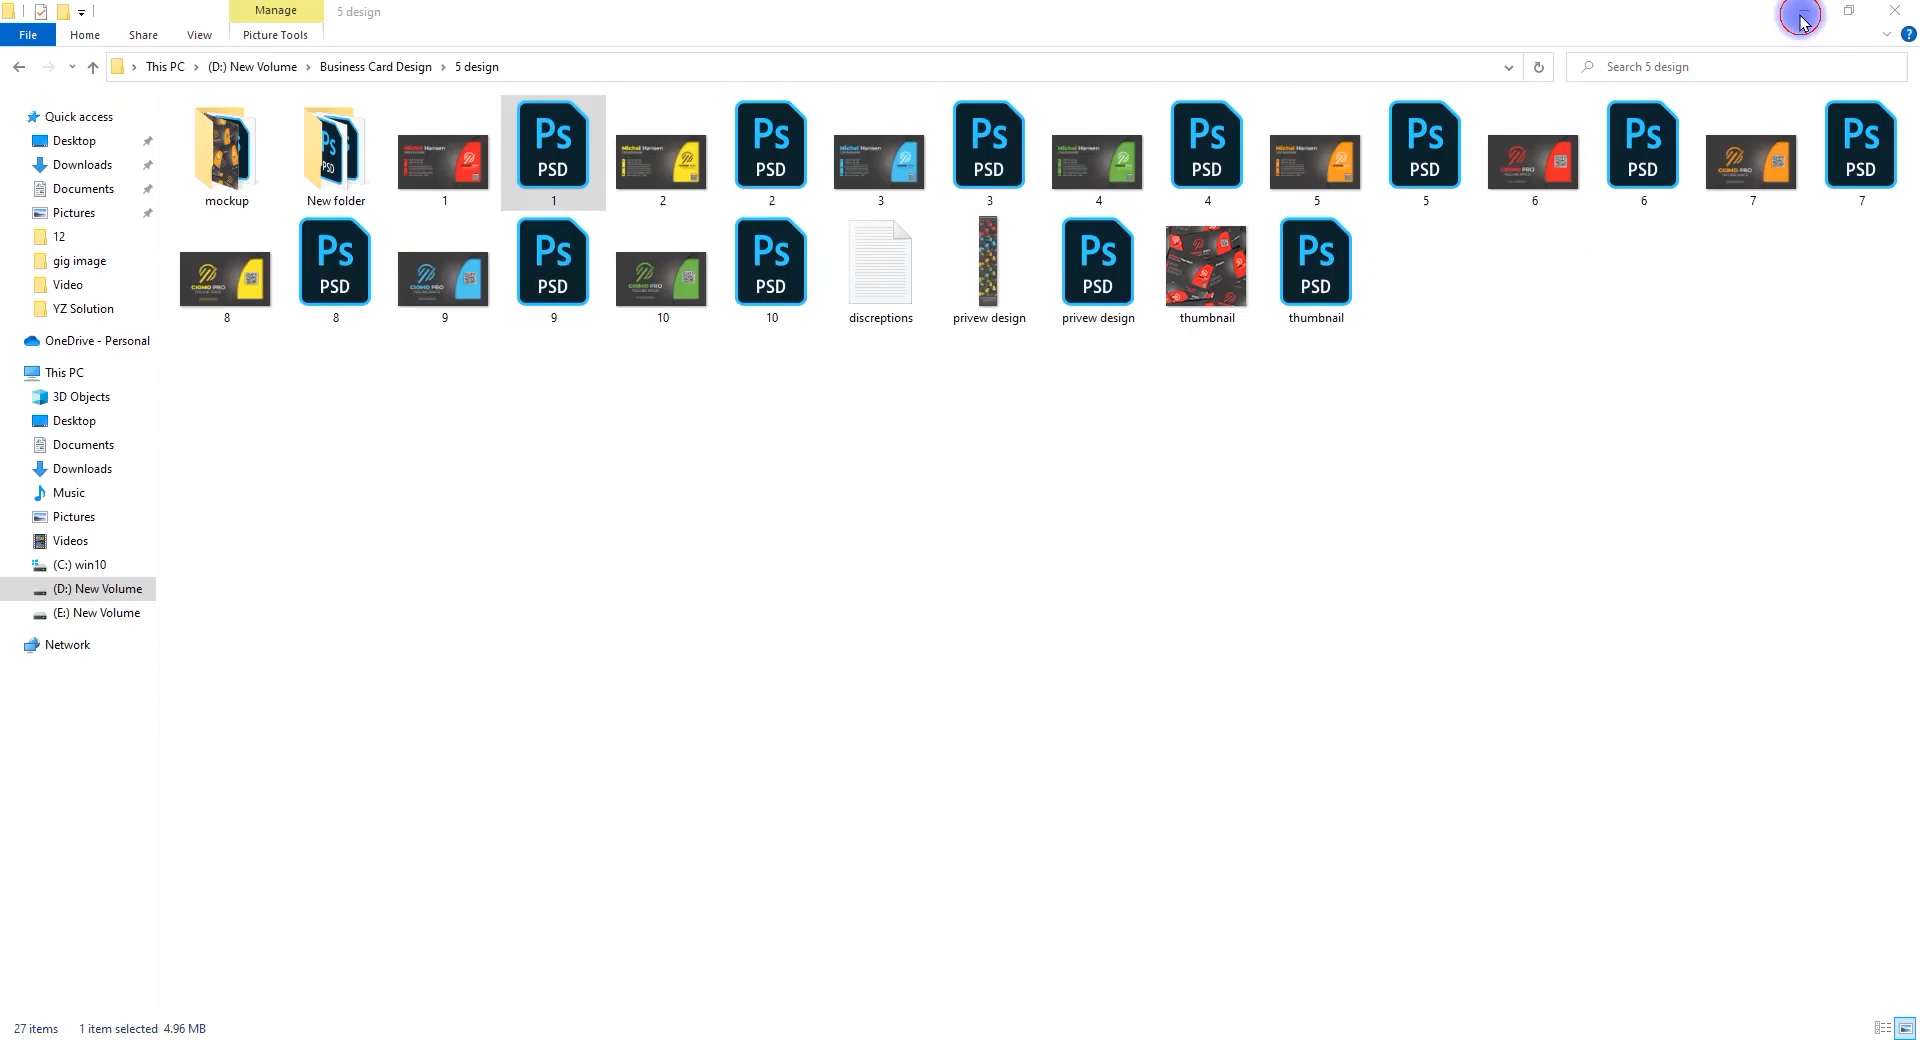 Manage
5 design
File
Home
Share
View
Picture Tools
This PC
(D:) New Volume
Business Card Design
5 design
Search 5 design
Quick access
Desktop
Downloads
Documents
Pictures
12
gig image
Video
YZ Solution
OneDrive - Personal
This PC
3D Objects
Desktop
Documents
Downloads
Music
Pictures
Videos
(C:) win10
(D:) New Volume
(E:) New Volume
Network
mockup
New folder
1
Ps PSD
1
2
Ps PSD
2
3
Ps PSD
3
4
Ps PSD
4
5
Ps PSD
5
6
Ps PSD
6
7
Ps PSD
7
8
Ps PSD
8
9
Ps PSD
9
10
Ps PSD
10
discreptions
privew design
Ps PSD
privew design
thumbnail
Ps PSD
thumbnail
27 items
1 item selected 4.96 MB